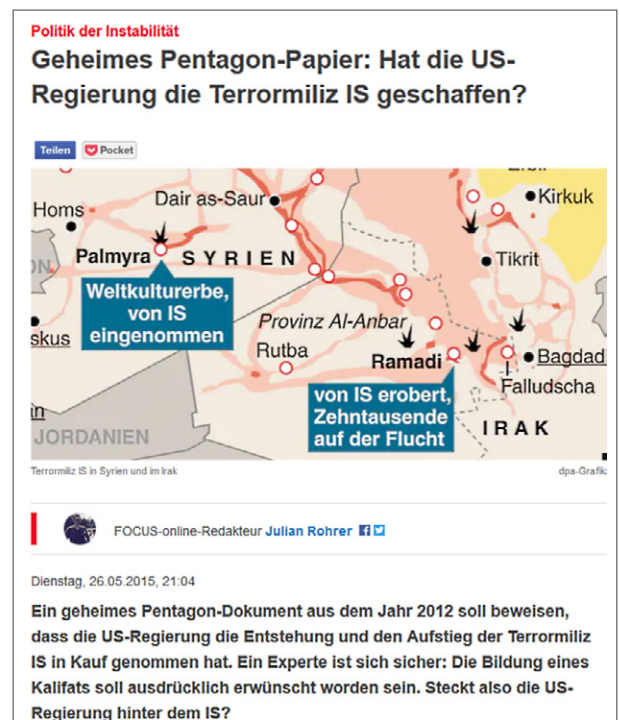 Politik der Instabilität
Geheimes Pentagon-Papier: Hat die US-
Regierung die Terrormiliz IS geschaffen?
Teilen
Pocket
Homs
Dair as-Saur
Kirkuk
Palmyra
SYRIEN
Tikrit
Weltkulturerbe,
von IS
eingenommen
skus
Provinz Al-Anbar
Rutba
Ramadi
Bagdad
Falludscha
von IS erobert,
Zehntausende
auf der Flucht
IRAK
JORDANIEN
Terrormiliz IS in Syrien und im Irak
dpa-Grafik
FOCUS-online-Redakteur Julian Rohrer
Dienstag, 26.05.2015, 21:04
Ein geheimes Pentagon-Dokument aus dem Jahr 2012 soll beweisen,
dass die US-Regierung die Entstehung und den Aufstieg der Terrormiliz
IS in Kauf genommen hat. Ein Experte ist sich sicher: Die Bildung eines
Kalifats soll ausdrücklich erwünscht worden sein. Steckt also die US-
Regierung hinter dem IS?